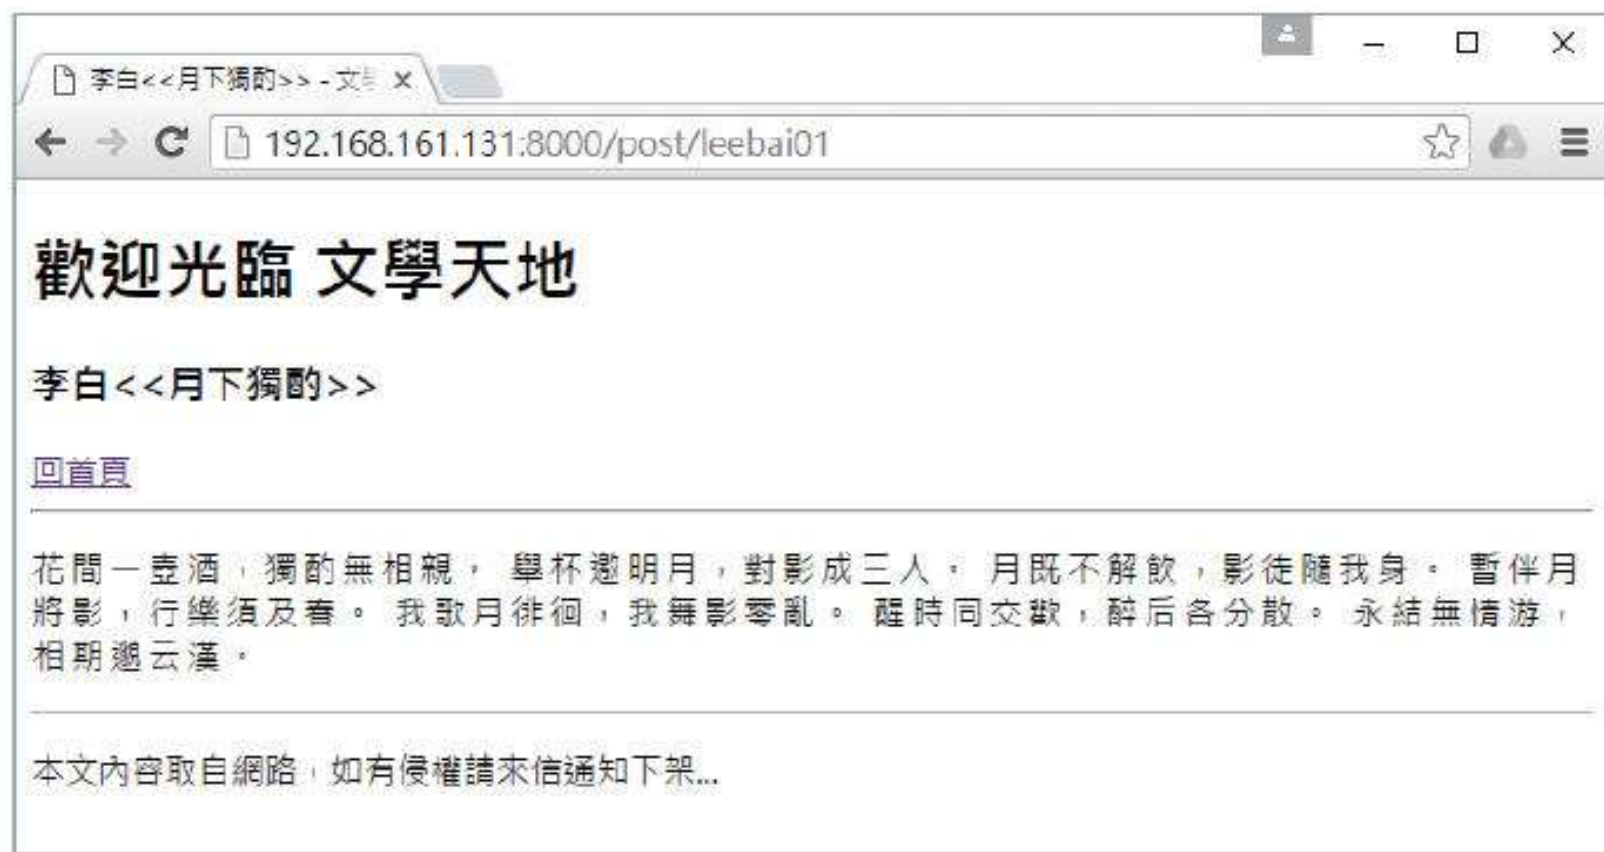 李白<<月下獨酌>> - 文
192.168.161.131:8000/post/leebai01
歡迎光臨 文學天地
李白<<月下獨酌>>
回首頁
花間一壺酒，獨酌無相親， 舉杯邀明月，對影成三人。 月既不解飲，影徒隨我身。 暫伴月
將影，行樂須及春。 我歌月徘徊，我舞影零亂。 醒時同交歡，醉后各分散。 永結無情游，
相期邈云漢。
本文內容取自網路，如有侵權請來信通知下架...